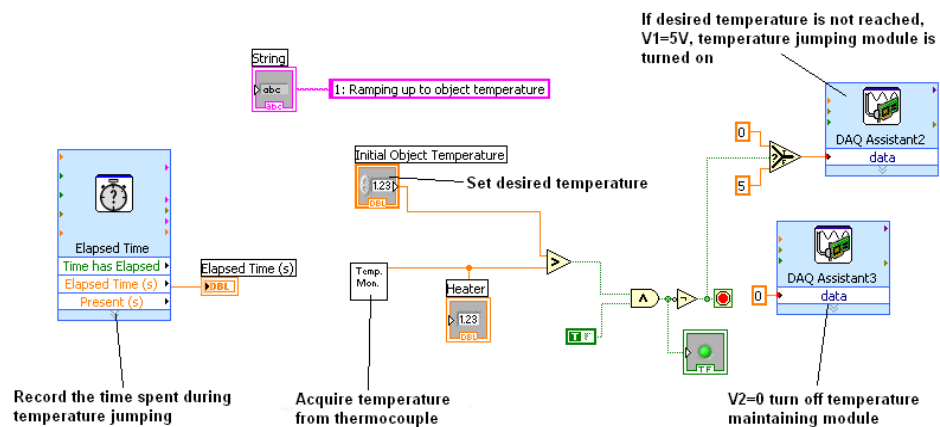 If desired temperature is not reached,
V1=5V, temperature jumping module is
turned on
String
abc
abc
1: Ramping up to object temperature
DAQ Assistant2
data
0
5
Initial Object Temperature
1.23
DBL
Set desired temperature
?
Elapsed Time
Time has Elapsed
Elapsed Time (s)
Present (s)
Elapsed Time (s)
DBL
Temp.
Mon.
Heater
1.23
DBL
>
∧
¬
T
TF
?
T
F
DAQ Assistant3
data
0
Record the time spent during
temperature jumping
Acquire temperature
from thermocouple
V2=0 turn off temperature
maintaining module